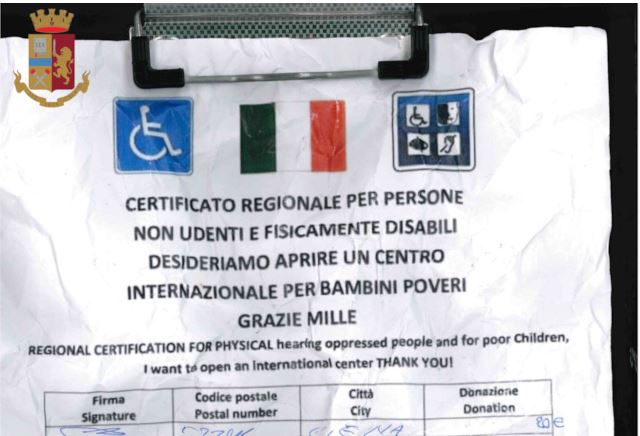 CERTIFICATO REGIONALE PER PERSONE
NON UDENTI E FISICAMENTE DISABILI
DESIDERIAMO APRIRE UN CENTRO
INTERNAZIONALE PER BAMBINI POVERI
GRAZIE MILLE
REGIONAL CERTIFICATION FOR PHYSICAL hearing oppressed people and for poor Children,
I want to open an international center THANK YOU!
Firma Codice postale Città Donazione
Signature Postal number City Donation
20 €